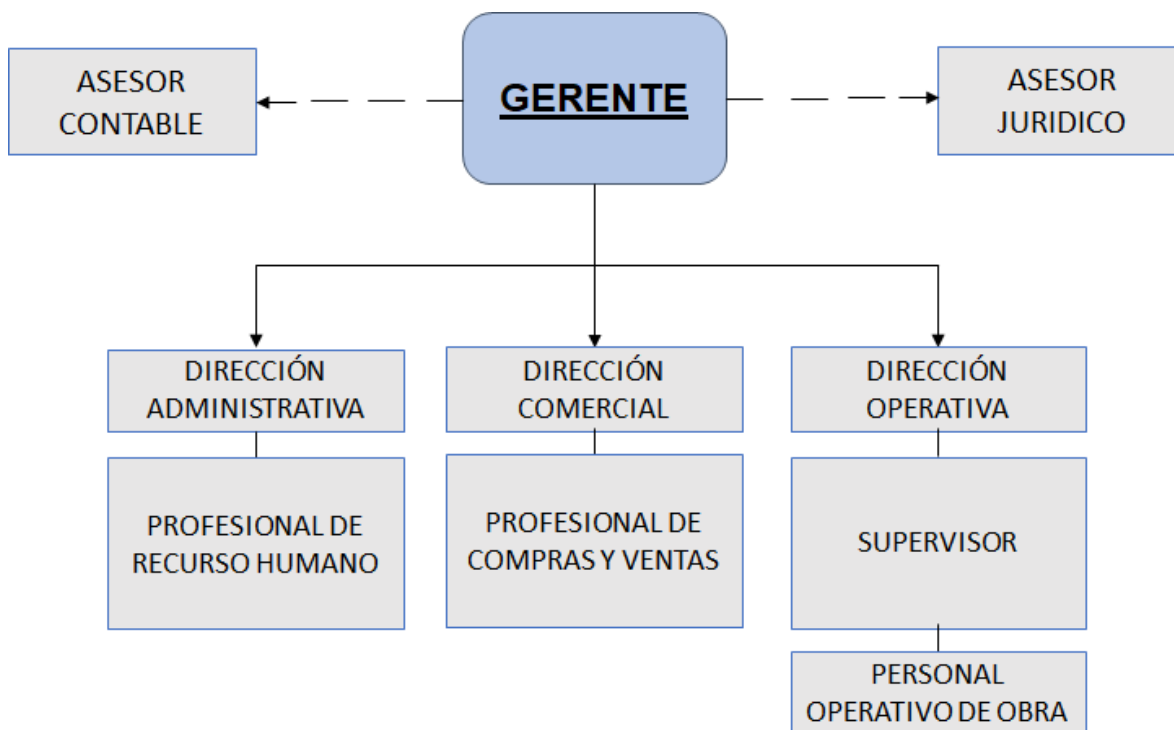 ASESOR
CONTABLE
GERENTE
ASESOR
JURIDICO
DIRECCIÓN
ADMINISTRATIVA
DIRECCIÓN
COMERCIAL
DIRECCIÓN
OPERATIVA
PROFESIONAL DE
RECURSO HUMANO
PROFESIONAL DE
COMPRAS Y VENTAS
SUPERVISOR
PERSONAL
OPERATIVO DE OBRA